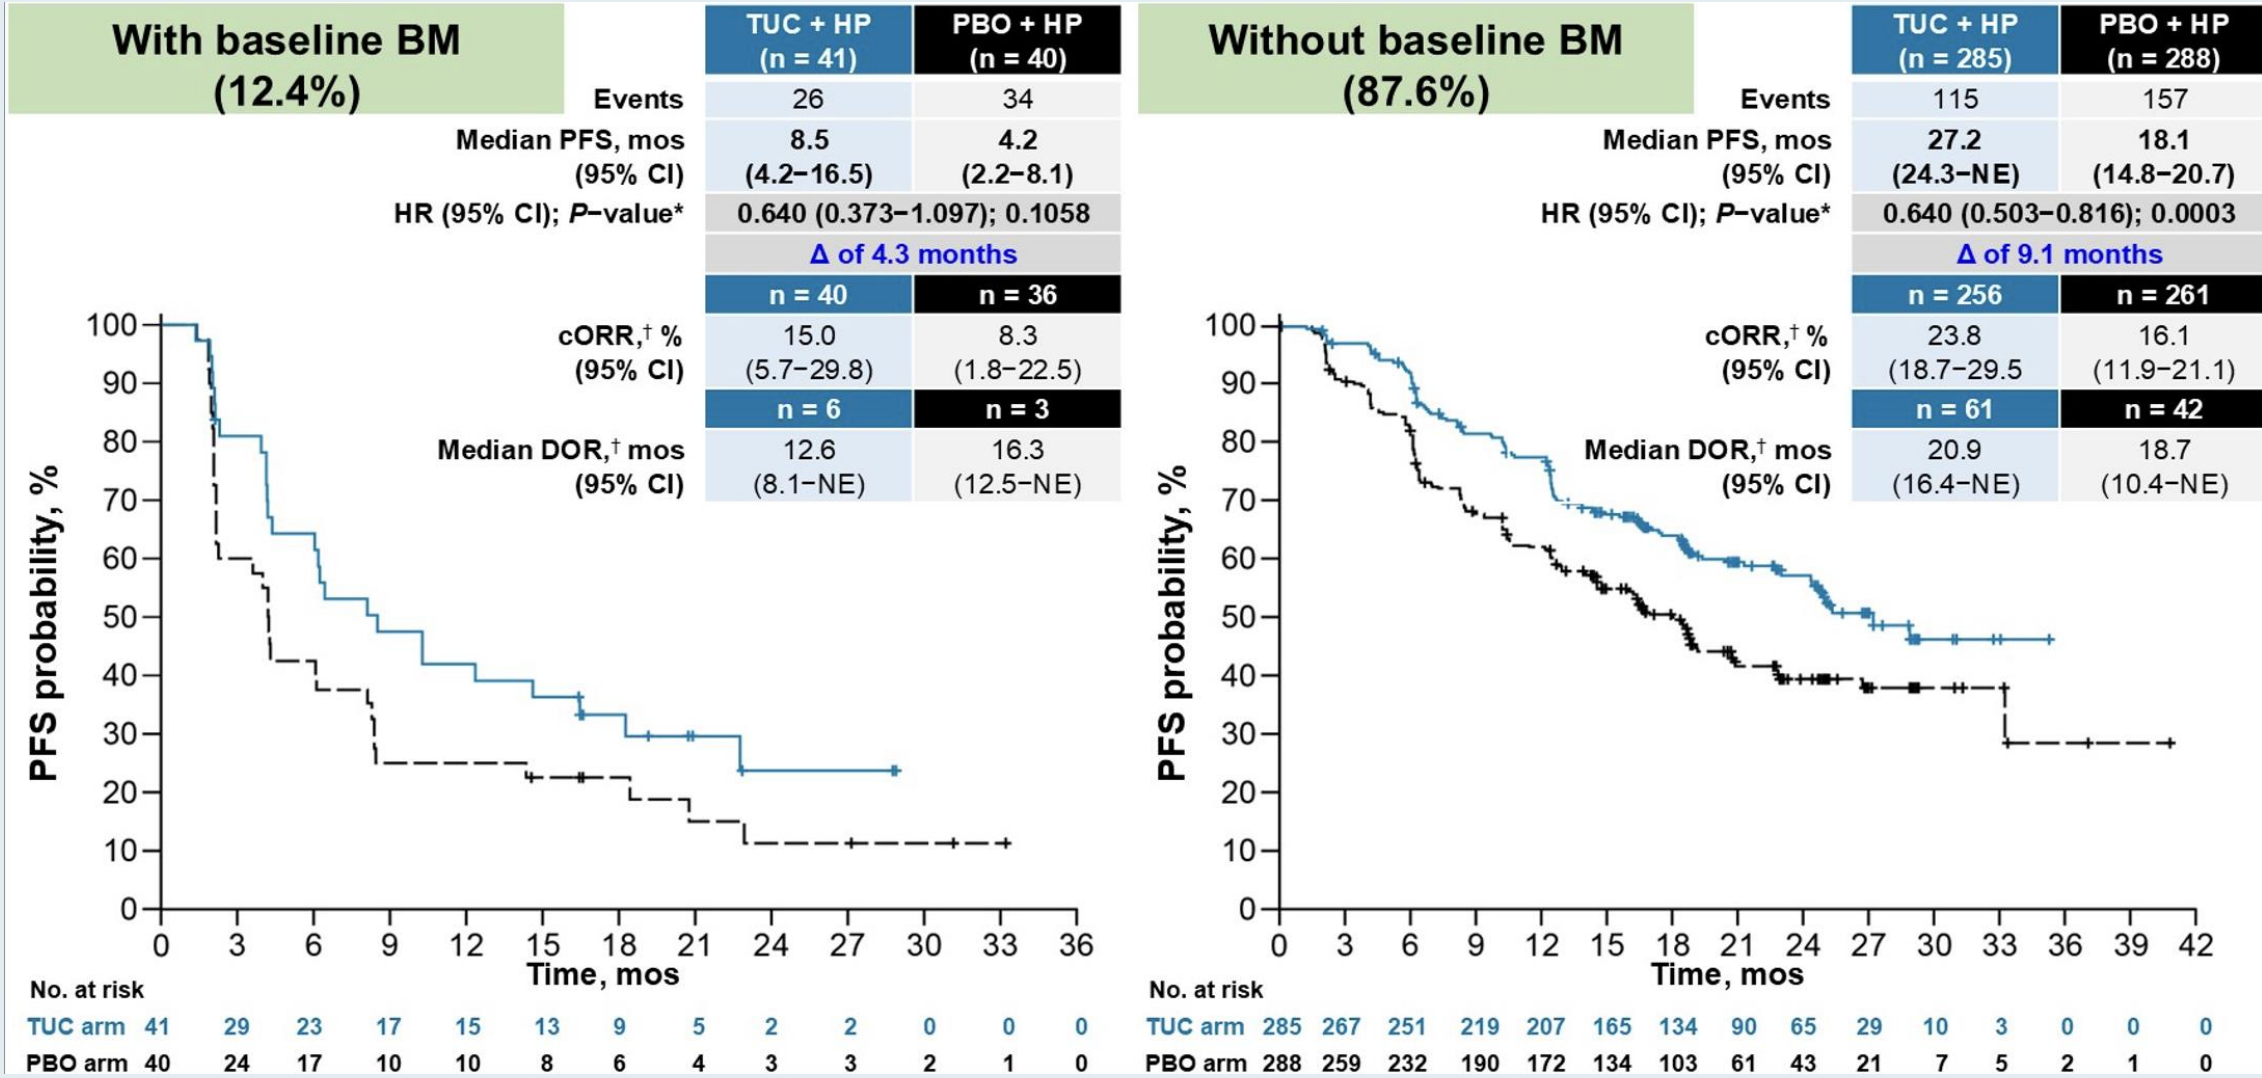 With baseline BM
(12.4%)
TUC + HP
(n = 41)
PBO + HP
(n = 40)
Events 26 34
Median PFS, mos 8.5 4.2
(95% CI) (4.2−16.5) (2.2−8.1)
HR (95% CI); P−value* 0.640 (0.373−1.097); 0.1058
Δ of 4.3 months
n = 40 n = 36
cORR,† % 15.0 8.3
(95% CI) (5.7−29.8) (1.8−22.5)
n = 6 n = 3
Median DOR,† mos 12.6 16.3
(95% CI) (8.1−NE) (12.5−NE)
PFS probability, %
100
90
80
70
60
50
40
30
20
10
0
0 3 6 9 12 15 18 21 24 27 30 33 36
Time, mos
No. at risk
TUC arm 41 29 23 17 15 13 9 5 2 2 0 0 0
PBO arm 40 24 17 10 10 8 6 4 3 3 2 1 0
Without baseline BM
(87.6%)
TUC + HP
(n = 285)
PBO + HP
(n = 288)
Events 115 157
Median PFS, mos 27.2 18.1
(95% CI) (24.3−NE) (14.8−20.7)
HR (95% CI); P−value* 0.640 (0.503−0.816); 0.0003
Δ of 9.1 months
n = 256 n = 261
cORR,† % 23.8 16.1
(95% CI) (18.7−29.5 (11.9−21.1)
n = 61 n = 42
Median DOR,† mos 20.9 18.7
(95% CI) (16.4−NE) (10.4−NE)
PFS probability, %
100
90
80
70
60
50
40
30
20
10
0
0 3 6 9 12 15 18 21 24 27 30 33 36 39 42
Time, mos
No. at risk
TUC arm 285 267 251 219 207 165 134 90 65 29 10 3 0 0 0
PBO arm 288 259 232 190 172 134 103 61 43 21 7 5 2 1 0